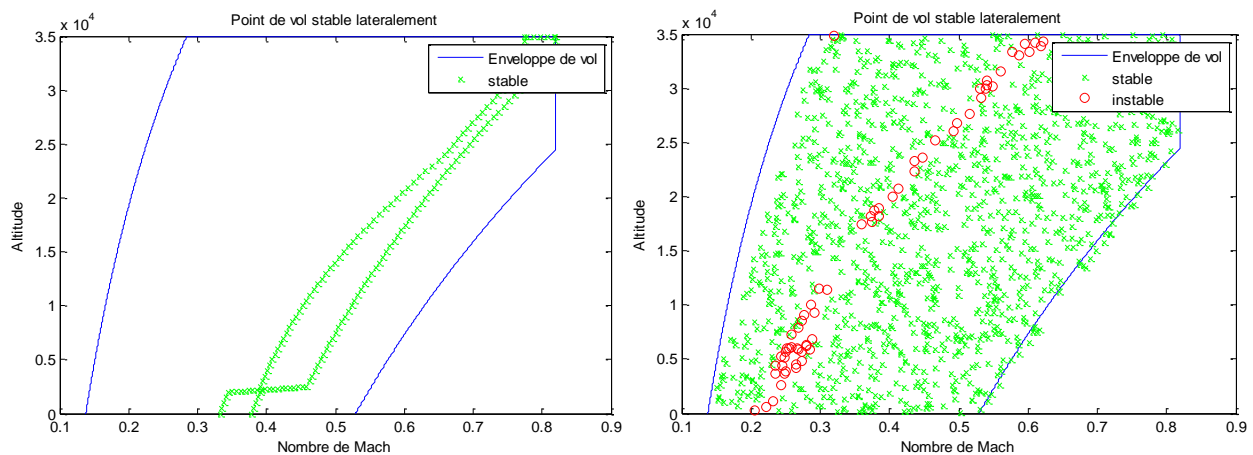 Point de vol stable lateralement
x 10^4
3.5
3
2.5
2
1.5
1
0.5
0
Altitude
0.1 0.2 0.3 0.4 0.5 0.6 0.7 0.8 0.9
Nombre de Mach
Enveloppe de vol
stable
Point de vol stable lateralement
x 10^4
3.5
3
2.5
2
1.5
1
0.5
0
Altitude
0.1 0.2 0.3 0.4 0.5 0.6 0.7 0.8 0.9
Nombre de Mach
Enveloppe de vol
stable
instable